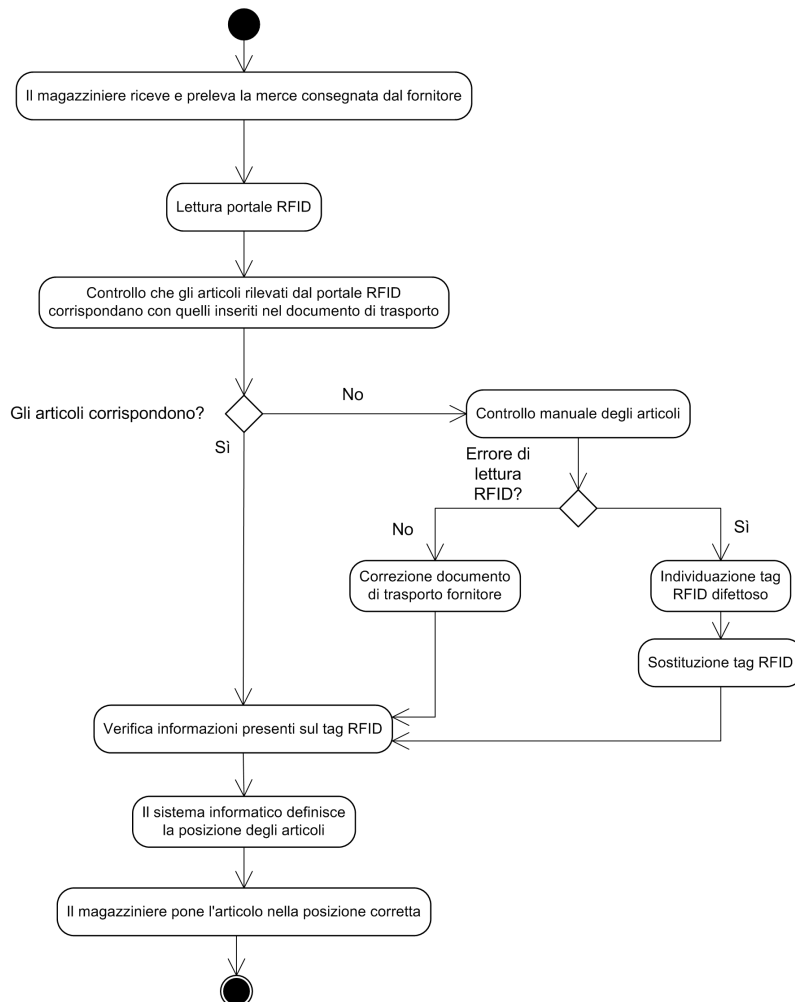 Il magazziniere riceve e preleva la merce consegnata dal fornitore
Lettura portale RFID
Controllo che gli articoli rilevati dal portale RFID
corrispondano con quelli inseriti nel documento di trasporto
Gli articoli corrispondono?
No
Sì
Controllo manuale degli articoli
Errore di
lettura
RFID?
No
Sì
Correzione documento
di trasporto fornitore
Individuazione tag
RFID difettoso
Sostituzione tag RFID
Verifica informazioni presenti sul tag RFID
Il sistema informatico definisce
la posizione degli articoli
Il magazziniere pone l'articolo nella posizione corretta